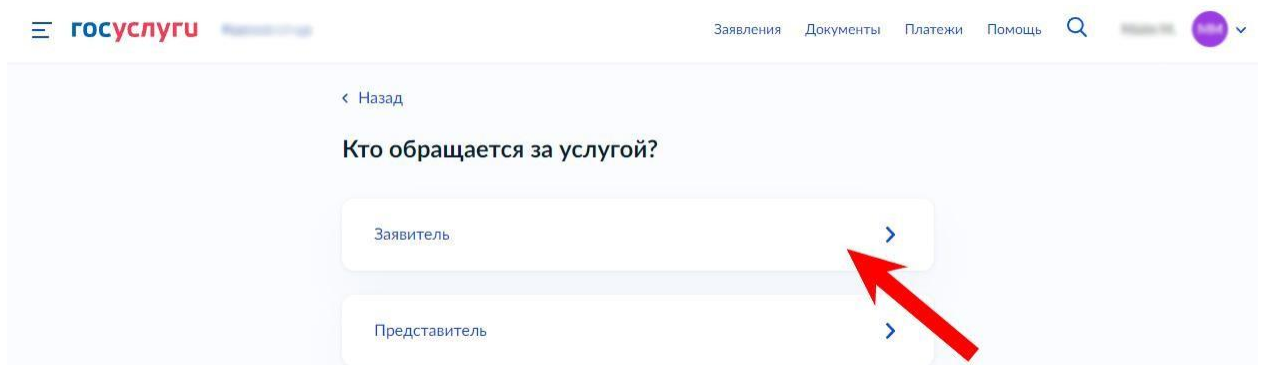 госуслуги
Заявления Документы Платежи Помощь
Назад
Кто обращается за услугой?
Заявитель
Представитель